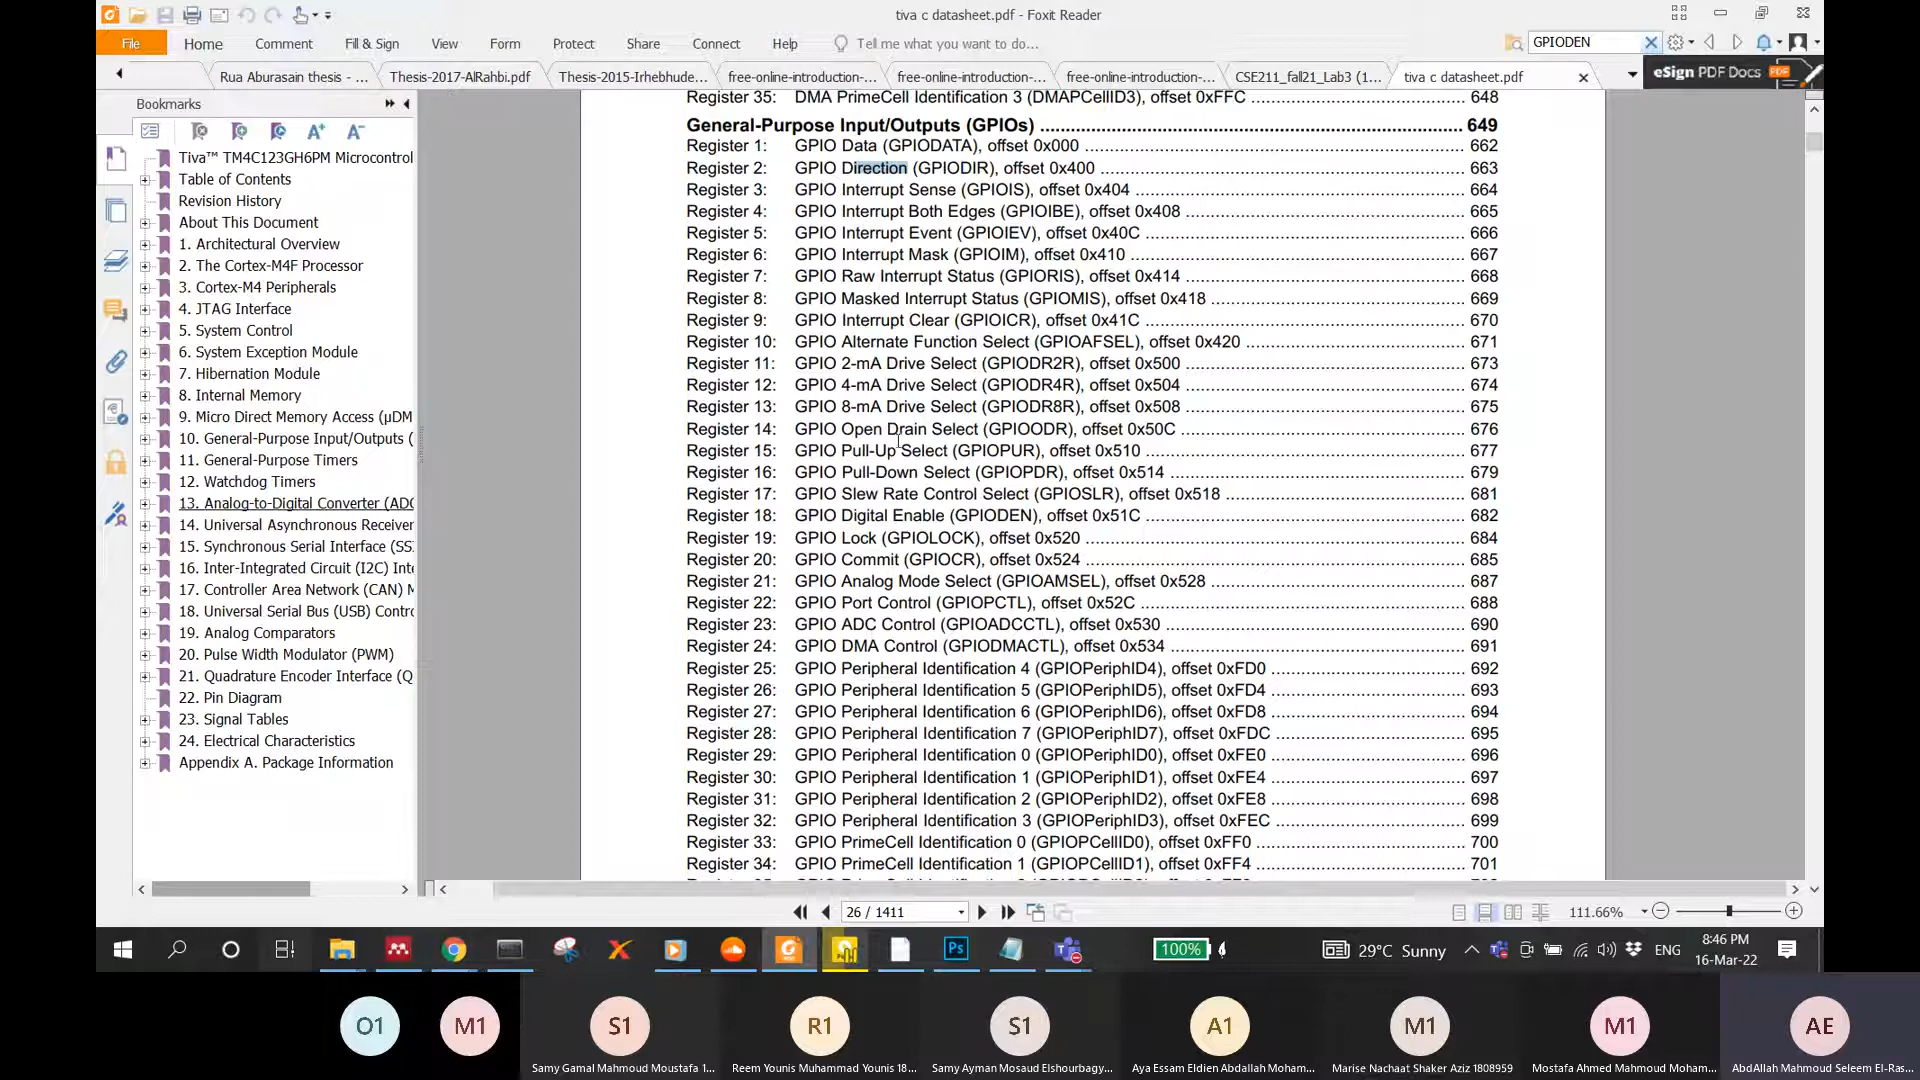 tiva c datasheet.pdf - Foxit Reader
File Home Comment Fill & Sign View Form Protect Share Connect Help Tell me what you want to do... GPIODEN
Rua Aburasain thesis - ... Thesis-2017-AlRahbi.pdf Thesis-2015-Irhebhude... free-online-introduction-... free-online-introduction-... free-online-introduction-... CSE211_fall21_Lab3 (1... tiva c datasheet.pdf eSign PDF Docs PDF
Bookmarks
Tiva™ TM4C123GH6PM Microcontrol
Table of Contents
Revision History
About This Document
1. Architectural Overview
2. The Cortex-M4F Processor
3. Cortex-M4 Peripherals
4. JTAG Interface
5. System Control
6. System Exception Module
7. Hibernation Module
8. Internal Memory
9. Micro Direct Memory Access (µDM
10. General-Purpose Input/Outputs (
11. General-Purpose Timers
12. Watchdog Timers
13. Analog-to-Digital Converter (ADC
14. Universal Asynchronous Receiver
15. Synchronous Serial Interface (SS
16. Inter-Integrated Circuit (I2C) Inte
17. Controller Area Network (CAN) M
18. Universal Serial Bus (USB) Contro
19. Analog Comparators
20. Pulse Width Modulator (PWM)
21. Quadrature Encoder Interface (Q
22. Pin Diagram
23. Signal Tables
24. Electrical Characteristics
Appendix A. Package Information
Register 35: DMA PrimeCell Identification 3 (DMAPCellID3), offset 0xFFC 648
General-Purpose Input/Outputs (GPIOs) 649
Register 1: GPIO Data (GPIODATA), offset 0x000 662
Register 2: GPIO Direction (GPIODIR), offset 0x400 663
Register 3: GPIO Interrupt Sense (GPIOIS), offset 0x404 664
Register 4: GPIO Interrupt Both Edges (GPIOIBE), offset 0x408 665
Register 5: GPIO Interrupt Event (GPIOIEV), offset 0x40C 666
Register 6: GPIO Interrupt Mask (GPIOIM), offset 0x410 667
Register 7: GPIO Raw Interrupt Status (GPIORIS), offset 0x414 668
Register 8: GPIO Masked Interrupt Status (GPIOMIS), offset 0x418 669
Register 9: GPIO Interrupt Clear (GPIOICR), offset 0x41C 670
Register 10: GPIO Alternate Function Select (GPIOAFSEL), offset 0x420 671
Register 11: GPIO 2-mA Drive Select (GPIODR2R), offset 0x500 673
Register 12: GPIO 4-mA Drive Select (GPIODR4R), offset 0x504 674
Register 13: GPIO 8-mA Drive Select (GPIODR8R), offset 0x508 675
Register 14: GPIO Open Drain Select (GPIOODR), offset 0x50C 676
Register 15: GPIO Pull-Up Select (GPIOPUR), offset 0x510 677
Register 16: GPIO Pull-Down Select (GPIOPDR), offset 0x514 679
Register 17: GPIO Slew Rate Control Select (GPIOSLR), offset 0x518 681
Register 18: GPIO Digital Enable (GPIODEN), offset 0x51C 682
Register 19: GPIO Lock (GPIOLOCK), offset 0x520 684
Register 20: GPIO Commit (GPIOCR), offset 0x524 685
Register 21: GPIO Analog Mode Select (GPIOAMSEL), offset 0x528 687
Register 22: GPIO Port Control (GPIOPCTL), offset 0x52C 688
Register 23: GPIO ADC Control (GPIOADCCTL), offset 0x530 690
Register 24: GPIO DMA Control (GPIODMACTL), offset 0x534 691
Register 25: GPIO Peripheral Identification 4 (GPIOPeriphID4), offset 0xFD0 692
Register 26: GPIO Peripheral Identification 5 (GPIOPeriphID5), offset 0xFD4 693
Register 27: GPIO Peripheral Identification 6 (GPIOPeriphID6), offset 0xFD8 694
Register 28: GPIO Peripheral Identification 7 (GPIOPeriphID7), offset 0xFDC 695
Register 29: GPIO Peripheral Identification 0 (GPIOPeriphID0), offset 0xFE0 696
Register 30: GPIO Peripheral Identification 1 (GPIOPeriphID1), offset 0xFE4 697
Register 31: GPIO Peripheral Identification 2 (GPIOPeriphID2), offset 0xFE8 698
Register 32: GPIO Peripheral Identification 3 (GPIOPeriphID3), offset 0xFEC 699
Register 33: GPIO PrimeCell Identification 0 (GPIOPCellID0), offset 0xFF0 700
Register 34: GPIO PrimeCell Identification 1 (GPIOPCellID1), offset 0xFF4 701
26 / 1411 111.66%
100% 29°C Sunny ENG 8:46 PM
16-Mar-22
O1 M1 S1 R1 S1 A1 M1 M1 AE
Samy Gamal Mahmoud Moustafa 1... Reem Younis Muhammad Younis 18... Samy Ayman Mosaud Elshourbagy... Aya Essam Eldien Abdallah Moham... Marise Nachaat Shaker Aziz 1808959 Mostafa Ahmed Mahmoud Moham... AbdAllah Mahmoud Seleem El-Ras...